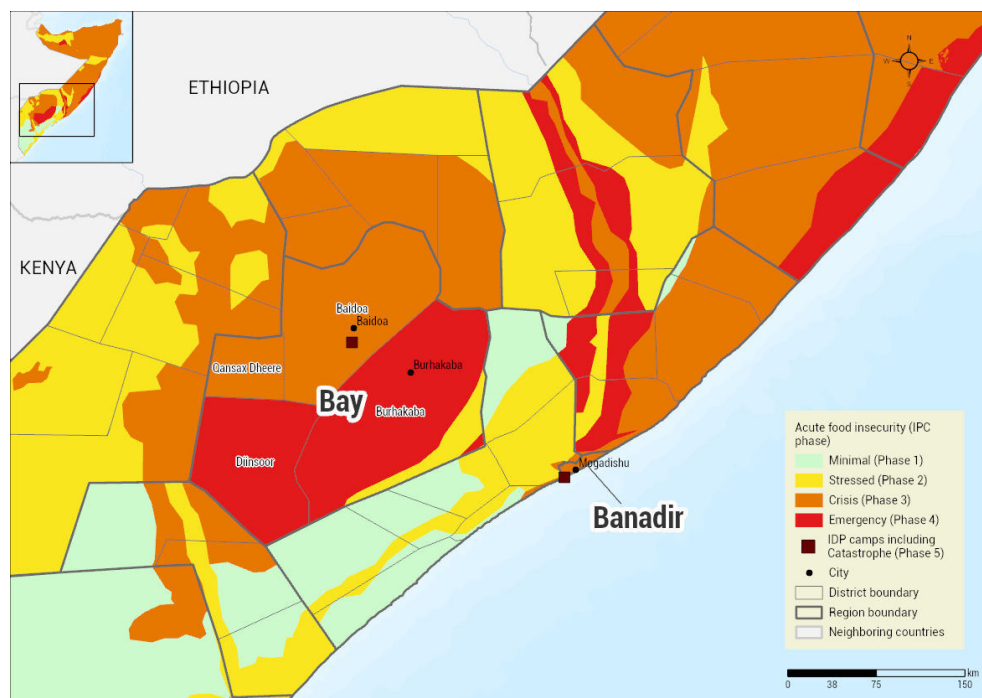 ETHIOPIA
N
W E
S
KENYA
Baidoa
Baidoa
Qansax Dheere
Burhakaba
Bay
Burhakaba
Diinsoor
Mogadishu
Banadir
Acute food insecurity (IPC
phase)
Minimal (Phase 1)
Stressed (Phase 2)
Crisis (Phase 3)
Emergency (Phase 4)
IDP camps including
Catastrophe (Phase 5)
City
District boundary
Region boundary
Neighboring countries
km
0 38 75 150